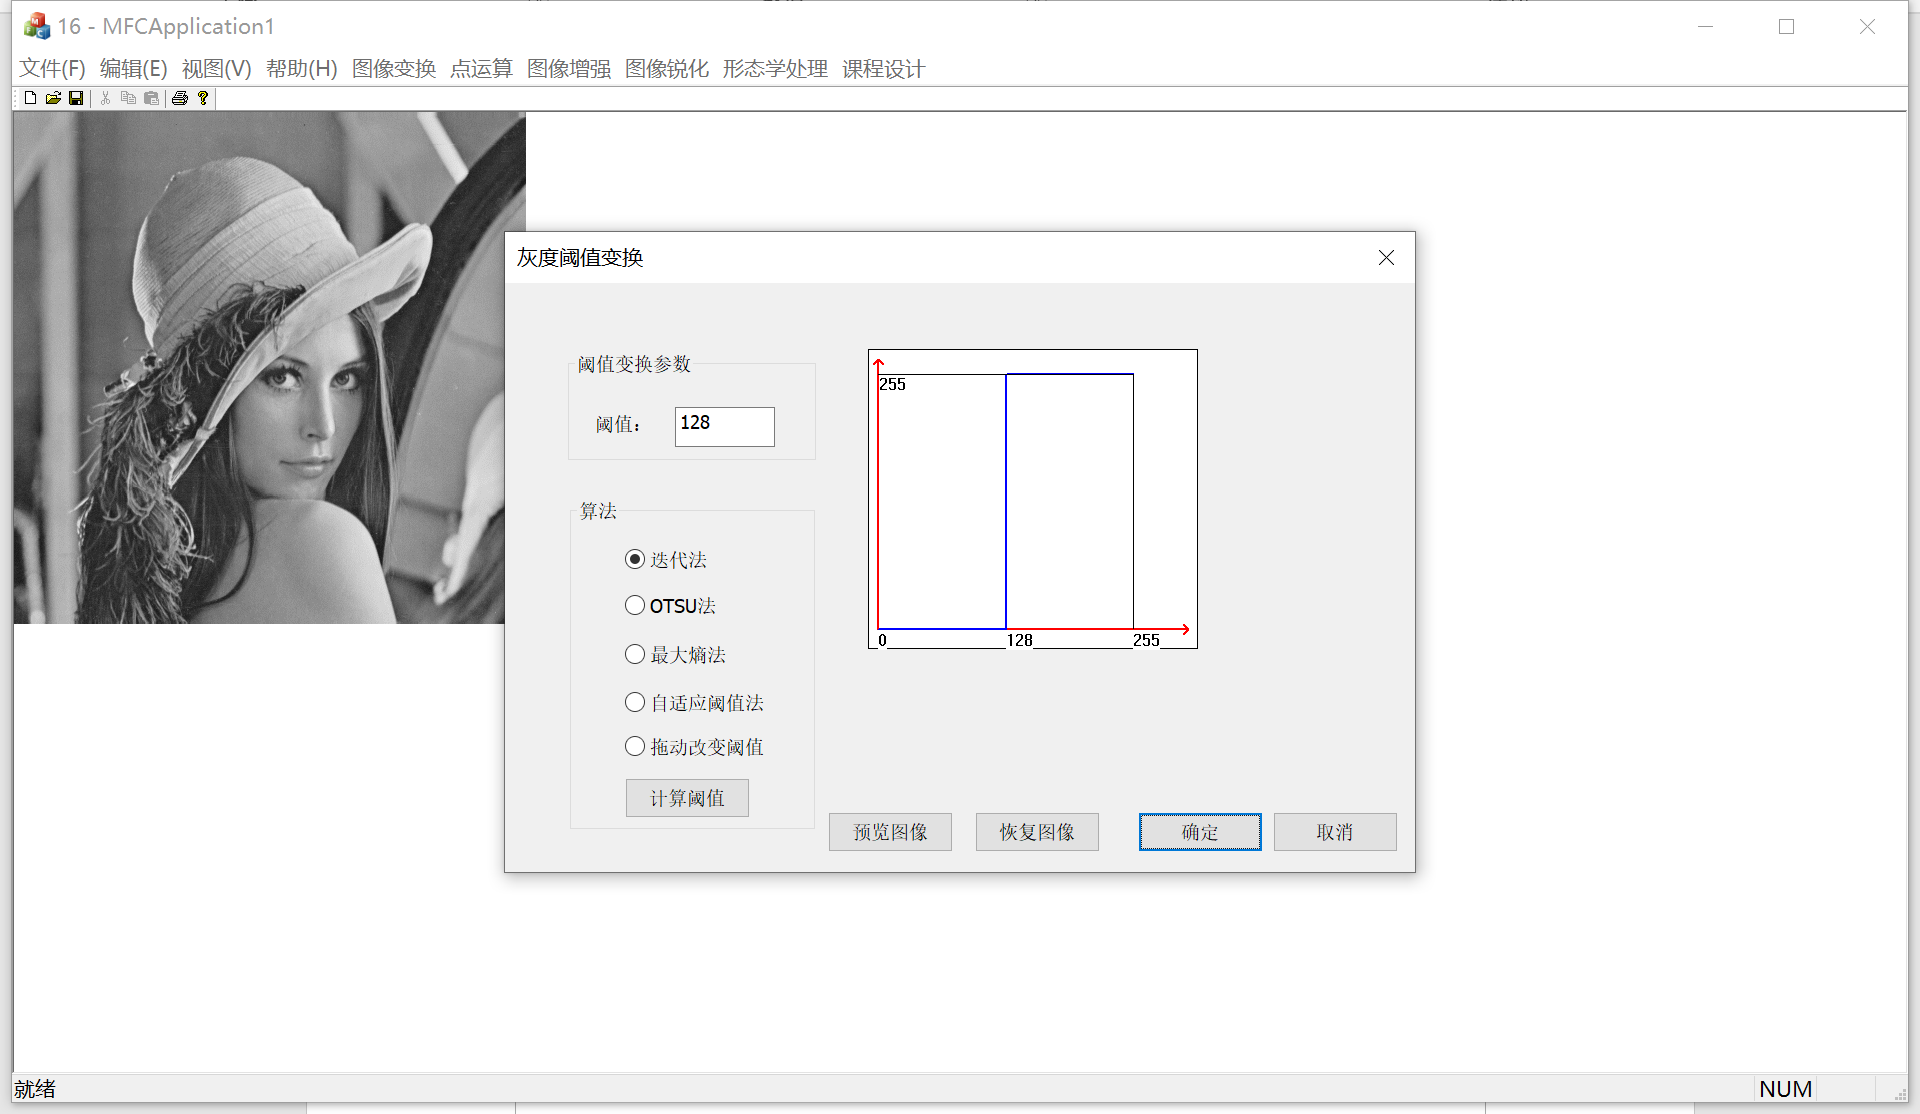 16 - MFCApplication1
文件(F) 编辑(E) 视图(V) 帮助(H) 图像变换 点运算 图像增强 图像锐化 形态学处理 课程设计
灰度阈值变换
阈值变换参数
阈值： 128
算法
迭代法
OTSU法
最大熵法
自适应阈值法
拖动改变阈值
计算阈值
255
0 128 255
预览图像 恢复图像 确定 取消
就绪 NUM